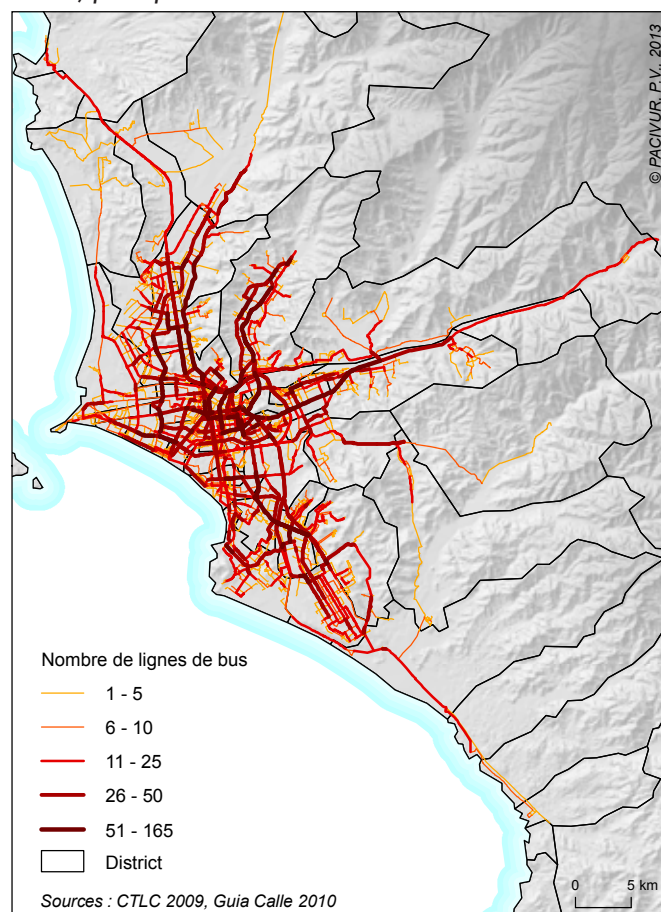 © PACIVUR, P.V., 2013
Nombre de lignes de bus
1 - 5
6 - 10
11 - 25
26 - 50
51 - 165
District
Sources : CTLC 2009, Guia Calle 2010
0 5 km